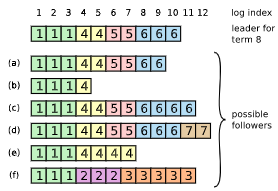 1 2 3 4 5 6 7 8 9 10 11 12 log index
1 1 1 4 4 5 5 6 6 6 leader for term 8
(a) 1 1 1 4 4 5 5 6 6
(b) 1 1 1 4
(c) 1 1 1 4 4 5 5 6 6 6 6
(d) 1 1 1 4 4 5 5 6 6 6 7 7
possible followers
(e) 1 1 1 4 4 4 4
(f) 1 1 1 2 2 2 3 3 3 3 3